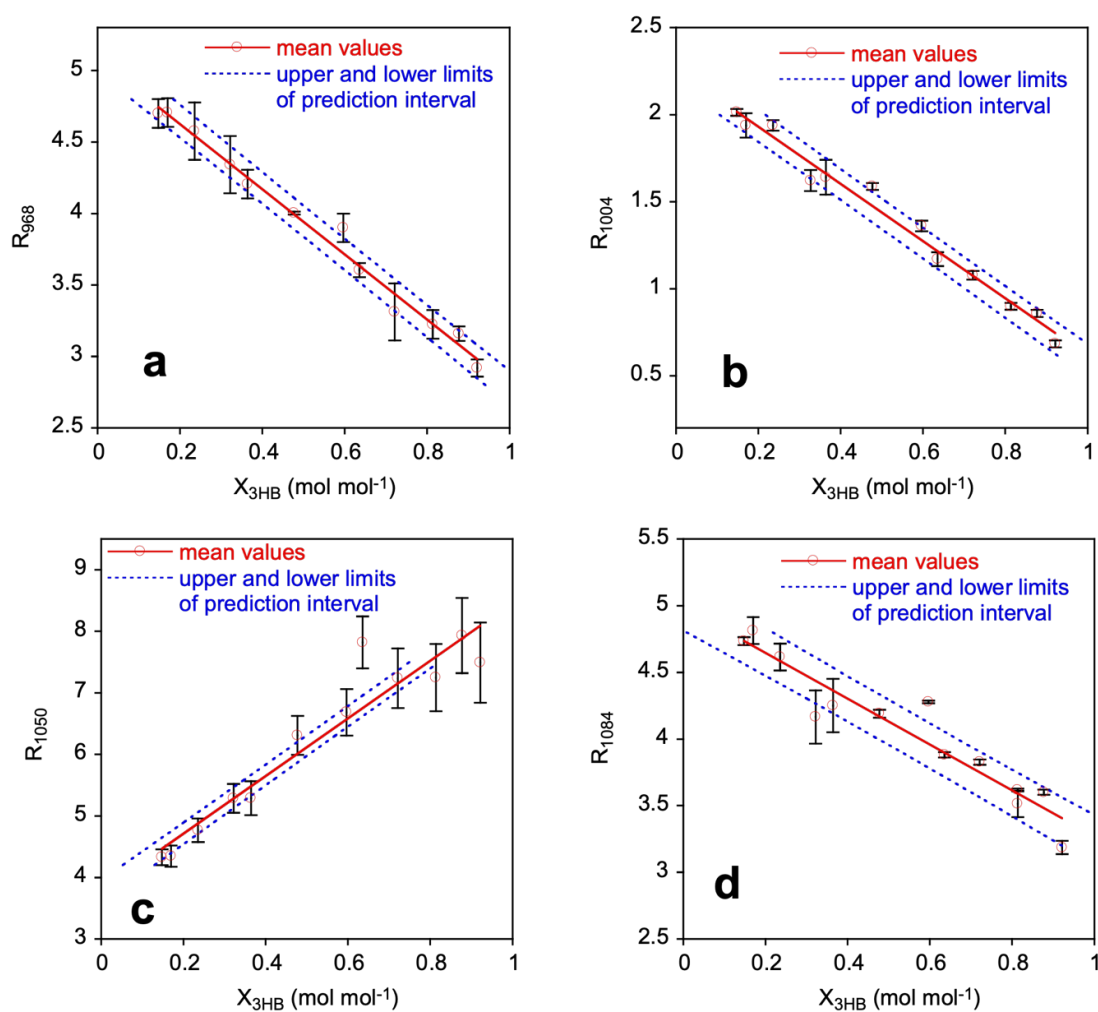 mean values
upper and lower limits
of prediction interval
5
4.5
4
3.5
3
2.5
R968
a
0
0.2
0.4
0.6
0.8
1
X3HB (mol mol-1)
mean values
upper and lower limits
of prediction interval
2.5
2
1.5
1
0.5
R1004
b
0
0.2
0.4
0.6
0.8
1
X3HB (mol mol-1)
mean values
upper and lower limits
of prediction interval
9
8
7
6
5
4
3
R1050
c
0
0.2
0.4
0.6
0.8
1
X3HB (mol mol-1)
mean values
upper and lower limits
of prediction interval
5.5
5
4.5
4
3.5
3
2.5
R1084
d
0
0.2
0.4
0.6
0.8
1
X3HB (mol mol-1)